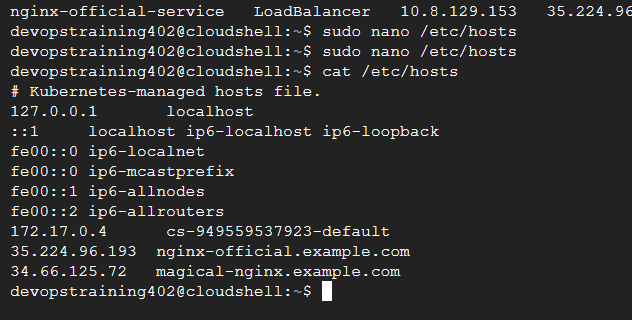 nginx-official-service   LoadBalancer   10.8.129.153   35.224.96
devopstraining402@cloudshell:~$ sudo nano /etc/hosts
devopstraining402@cloudshell:~$ sudo nano /etc/hosts
devopstraining402@cloudshell:~$ cat /etc/hosts
# Kubernetes-managed hosts file.
127.0.0.1       localhost
::1     localhost ip6-localhost ip6-loopback
fe00::0 ip6-localnet
fe00::0 ip6-mcastprefix
fe00::1 ip6-allnodes
fe00::2 ip6-allrouters
172.17.0.4      cs-949559537923-default
35.224.96.193  nginx-official.example.com
34.66.125.72   magical-nginx.example.com
devopstraining402@cloudshell:~$